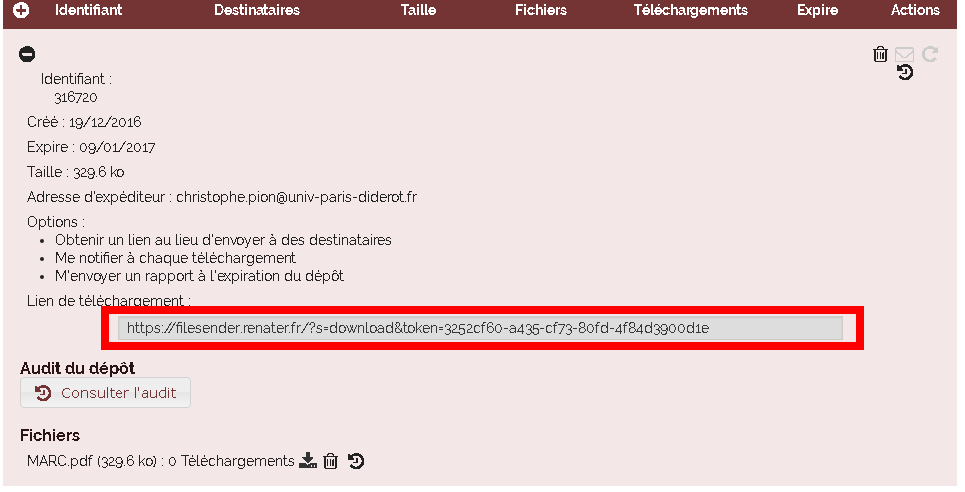 Identifiant Destinataires Taille Fichiers Téléchargements Expire Actions
Identifiant :
316720
Créé : 19/12/2016
Expire : 09/01/2017
Taille : 329.6 ko
Adresse d'expéditeur : christophe.pion@univ-paris-diderot.fr
Options :
• Obtenir un lien au lieu d'envoyer à des destinataires
• Me notifier à chaque téléchargement
• M'envoyer un rapport à l'expiration du dépôt
Lien de téléchargement :
https://filesender.renater.fr/?s=download&token=3252cf60-a435-cf73-80fd-4f84d3900d1e
Audit du dépôt
Consulter l'audit
Fichiers
MARC.pdf (329.6 ko) : 0 Téléchargements